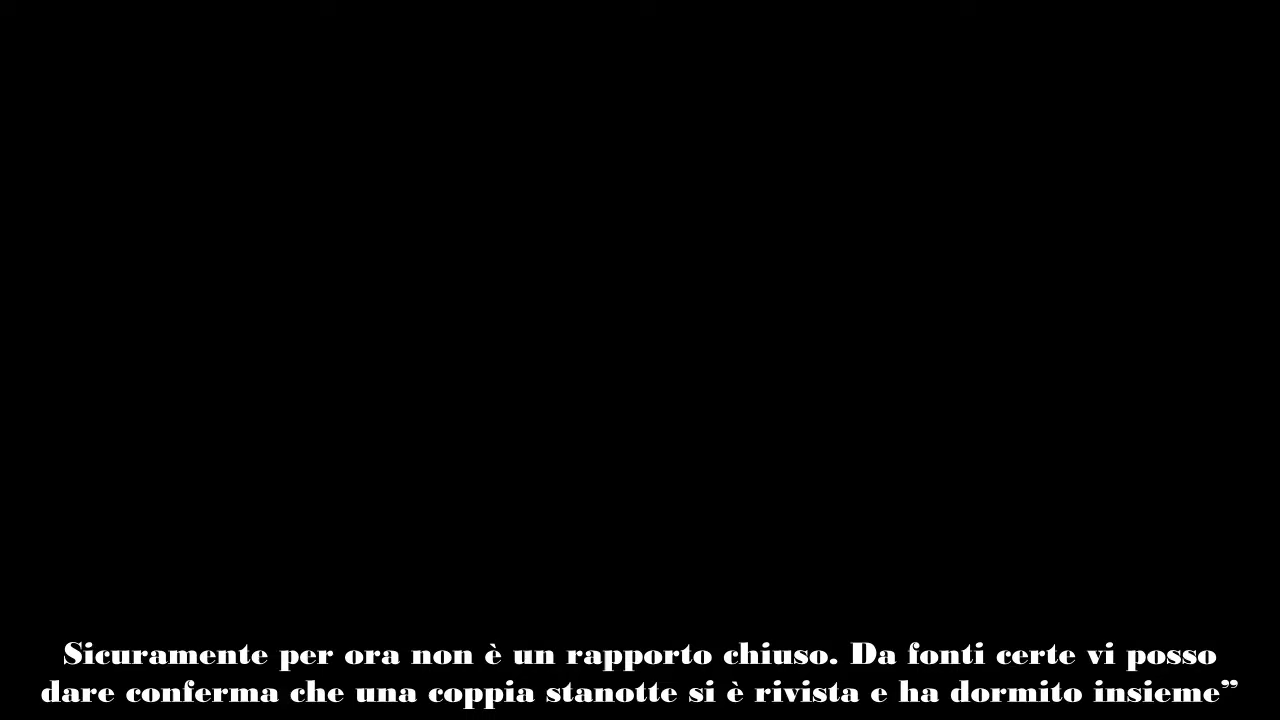 Sicuramente per ora non è un rapporto chiuso. Da fonti certe vi posso
dare conferma che una coppia stanotte si è rivista e ha dormito insieme”